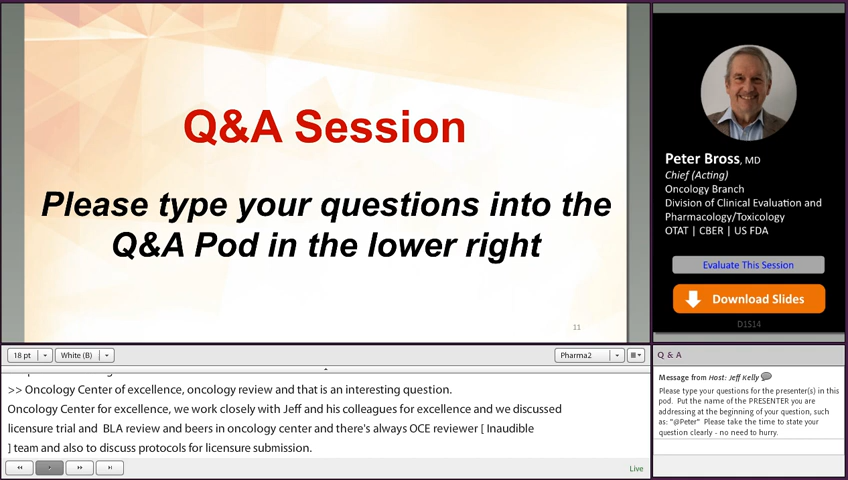 Q&A Session
Please type your questions into the
Q&A Pod in the lower right
11
Peter Bross, MD
Chief (Acting)
Oncology Branch
Division of Clinical Evaluation and
Pharmacology/Toxicology
OTAT | CBER | US FDA
Evaluate This Session
Download Slides
D1S14
18 pt
White (B)
Pharma2
>> Oncology Center of excellence, oncology review and that is an interesting question.
Oncology Center for excellence, we work closely with Jeff and his colleagues for excellence and we discussed
licensure trial and BLA review and beers in oncology center and there's always OCE reviewer [ Inaudible
] team and also to discuss protocols for licensure submission.
Live
Q & A
Message from Host: Jeff Kelly
Please type your questions for the presenter(s) in this
pod. Put the name of the PRESENTER you are
addressing at the beginning of your question, such
as: "@Peter" Please take the time to state your
question clearly - no need to hurry.